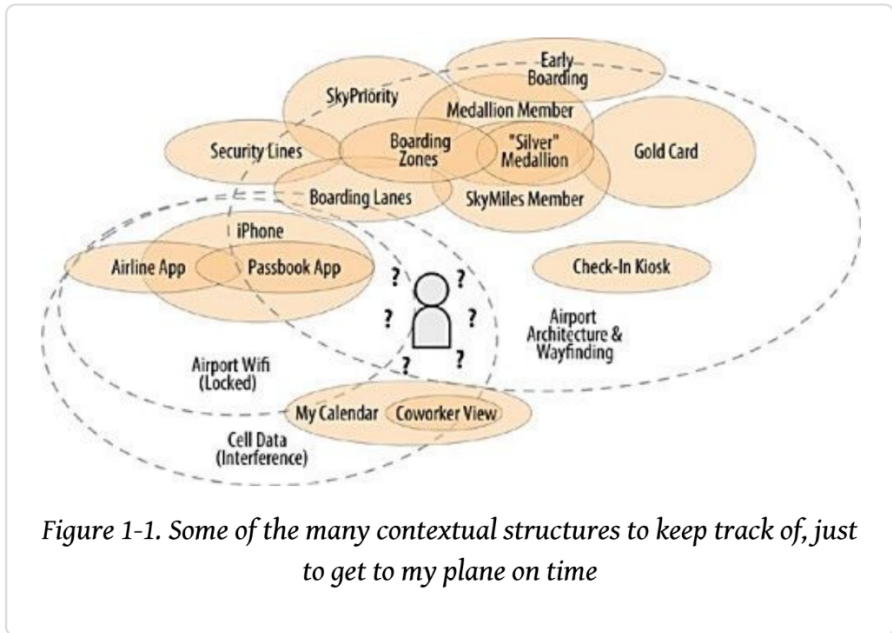 Early
Boarding
SkyPriority
Medallion Member
Security Lines
Boarding
Zones
"Silver"
Medallion
Gold Card
Boarding Lanes
SkyMiles Member
iPhone
Airline App
Passbook App
Check-In Kiosk
?
?
?
?
?
?
Airport
Architecture &
Wayfinding
Airport Wifi
(Locked)
My Calendar
Coworker View
Cell Data
(Interference)
Figure 1-1. Some of the many contextual structures to keep track of, just
to get to my plane on time